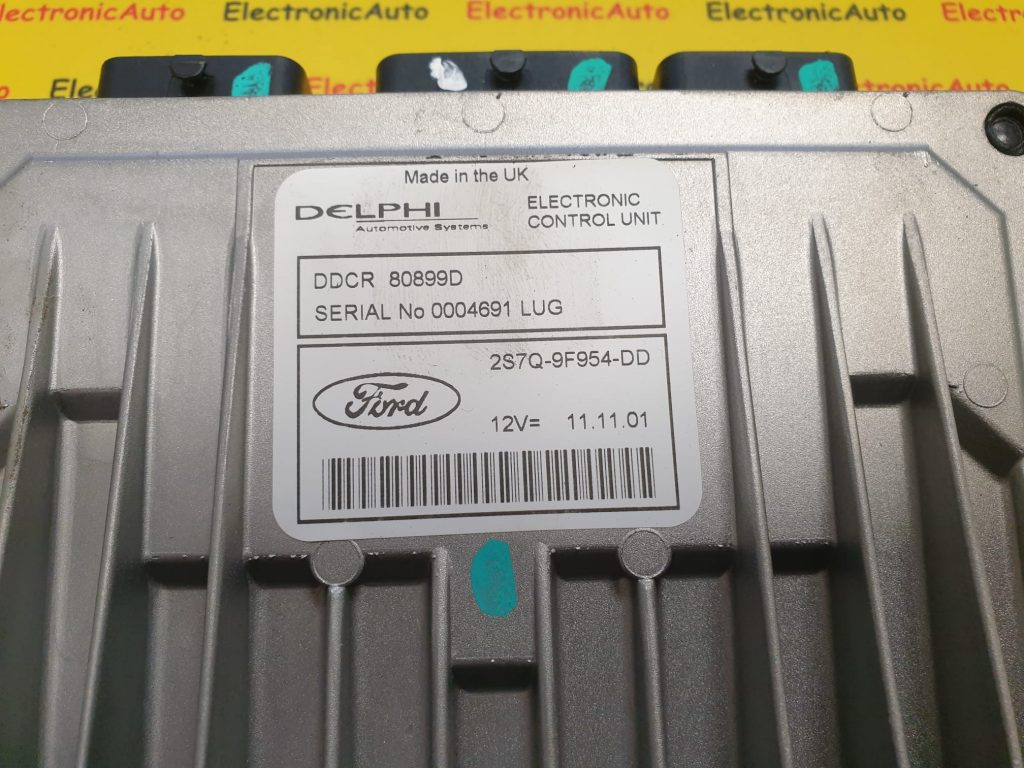 ElectronicAuto ElectronicAuto ElectronicAuto ElectronicAuto
Made in the UK
DELPHI
Automotive Systems
ELECTRONIC
CONTROL UNIT
DDCR 80899D
SERIAL No 0004691 LUG
2S7Q-9F954-DD
Ford
12V= 11.11.01